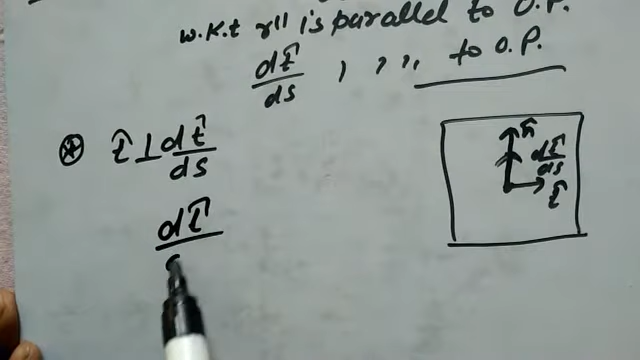 w.k.t r'' is parallel to O.P.
dt̂/ds , , ,, to O.P.
⊛ t̂ ⊥ dt̂/ds
dt̂
n̂
dt̂/ds
t̂